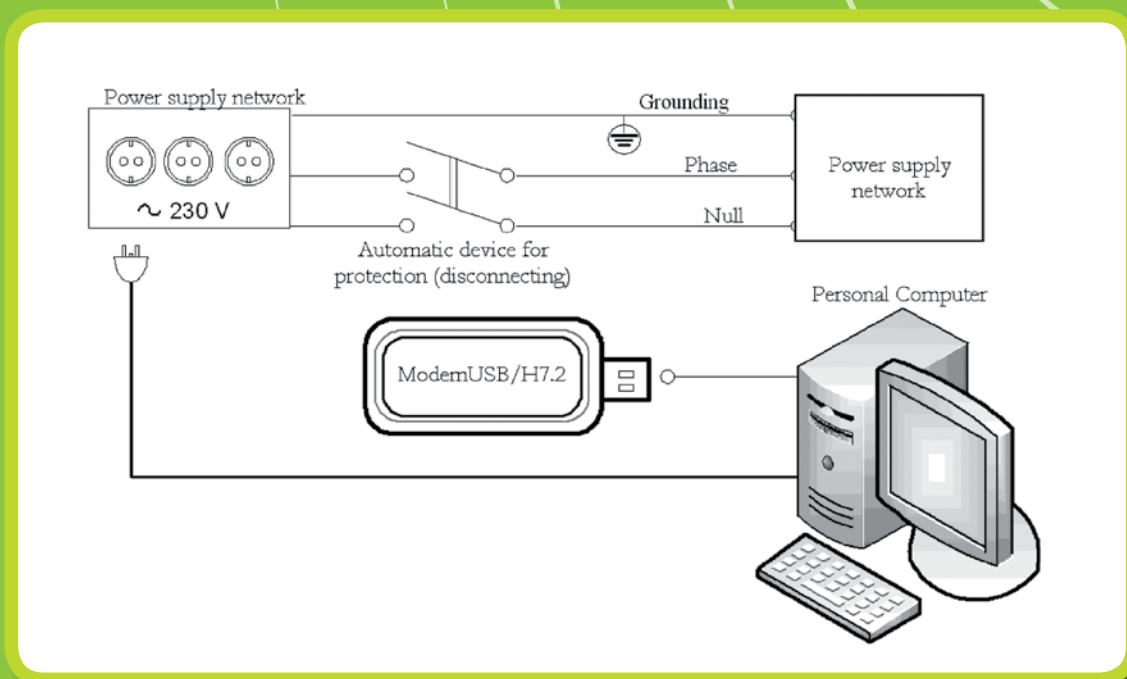 Power supply network
Grounding
Phase
Power supply
network
~ 230 V
Null
Automatic device for
protection (disconnecting)
Personal Computer
ModemUSB/H7.2